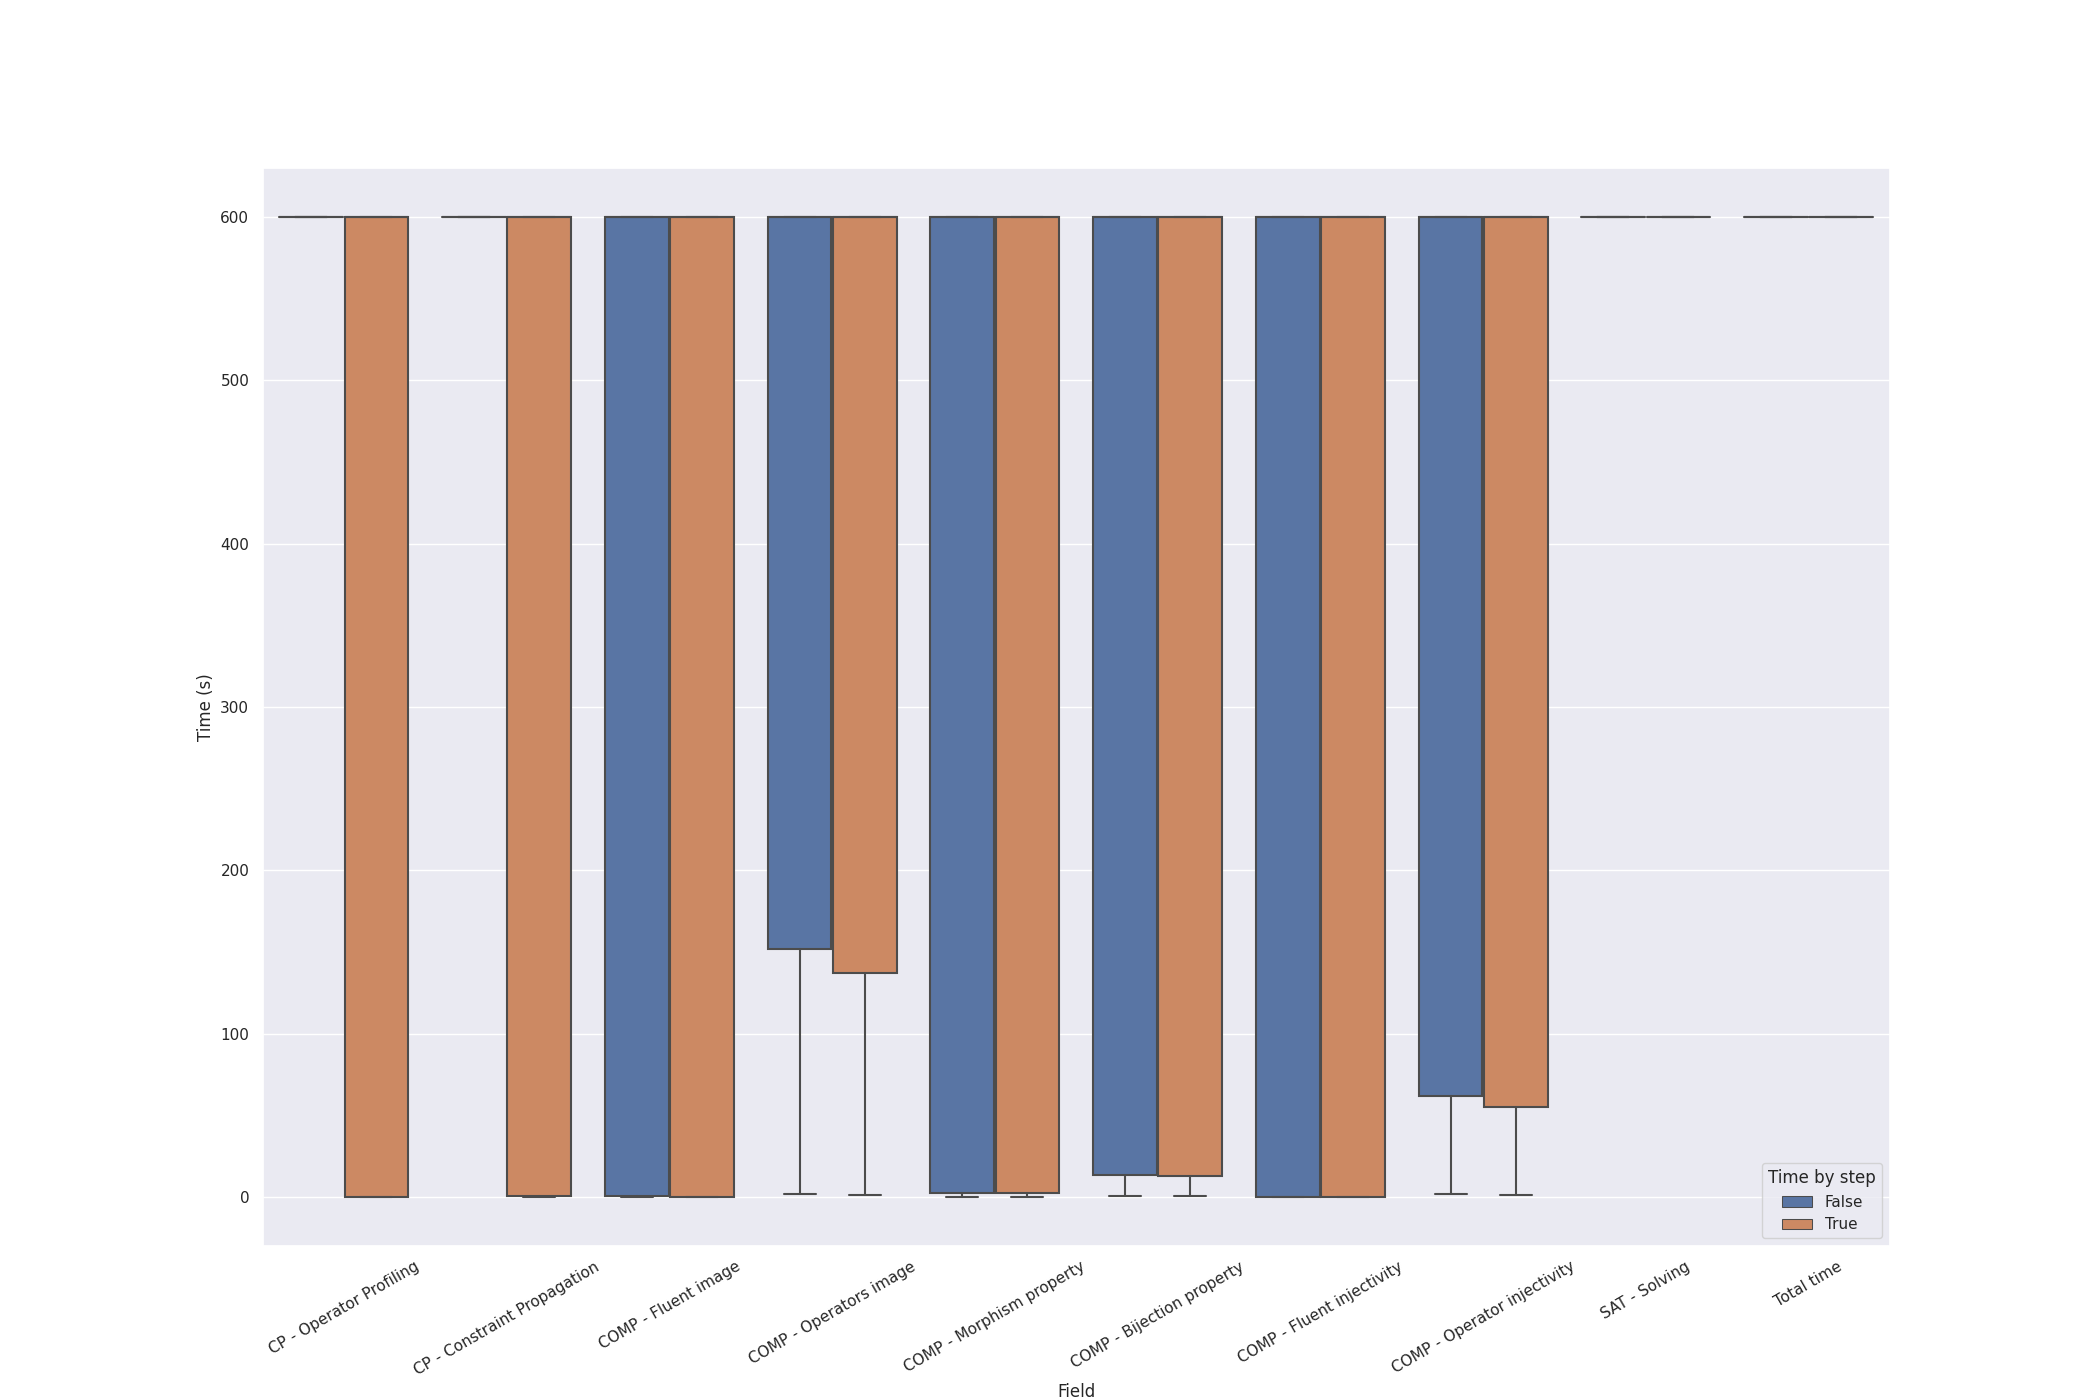 600
500
400
300
200
100
0
Time (s)
Time by step
False
True
CP - Operator Profiling
CP - Constraint Propagation
COMP - Fluent image
COMP - Operators image
COMP - Morphism property
COMP - Bijection property
COMP - Fluent injectivity
COMP - Operator injectivity
SAT - Solving
Total time
Field